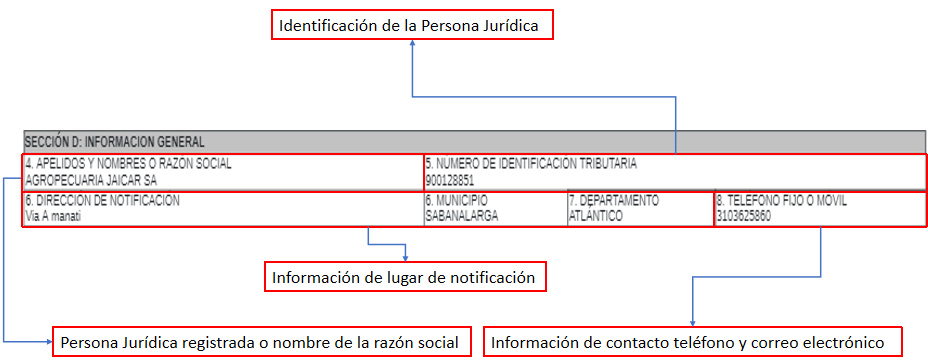 Identificación de la Persona Jurídica
SECCIÓN D: INFORMACION GENERAL
4. APELIDOS Y NOMBRES O RAZON SOCIAL
5. NUMERO DE IDENTIFICACION TRIBUTARIA
AGROPECUARIA JAICAR SA
900128851
6. DIRECCION DE NOTIFICACION
6. MUNICIPIO
7. DEPARTAMENTO
8. TELEFONO FIJO O MOVIL
Via A manati
SABANALARGA
ATLÁNTICO
3103625860
Información de lugar de notificación
Persona Jurídica registrada o nombre de la razón social
Información de contacto teléfono y correo electrónico